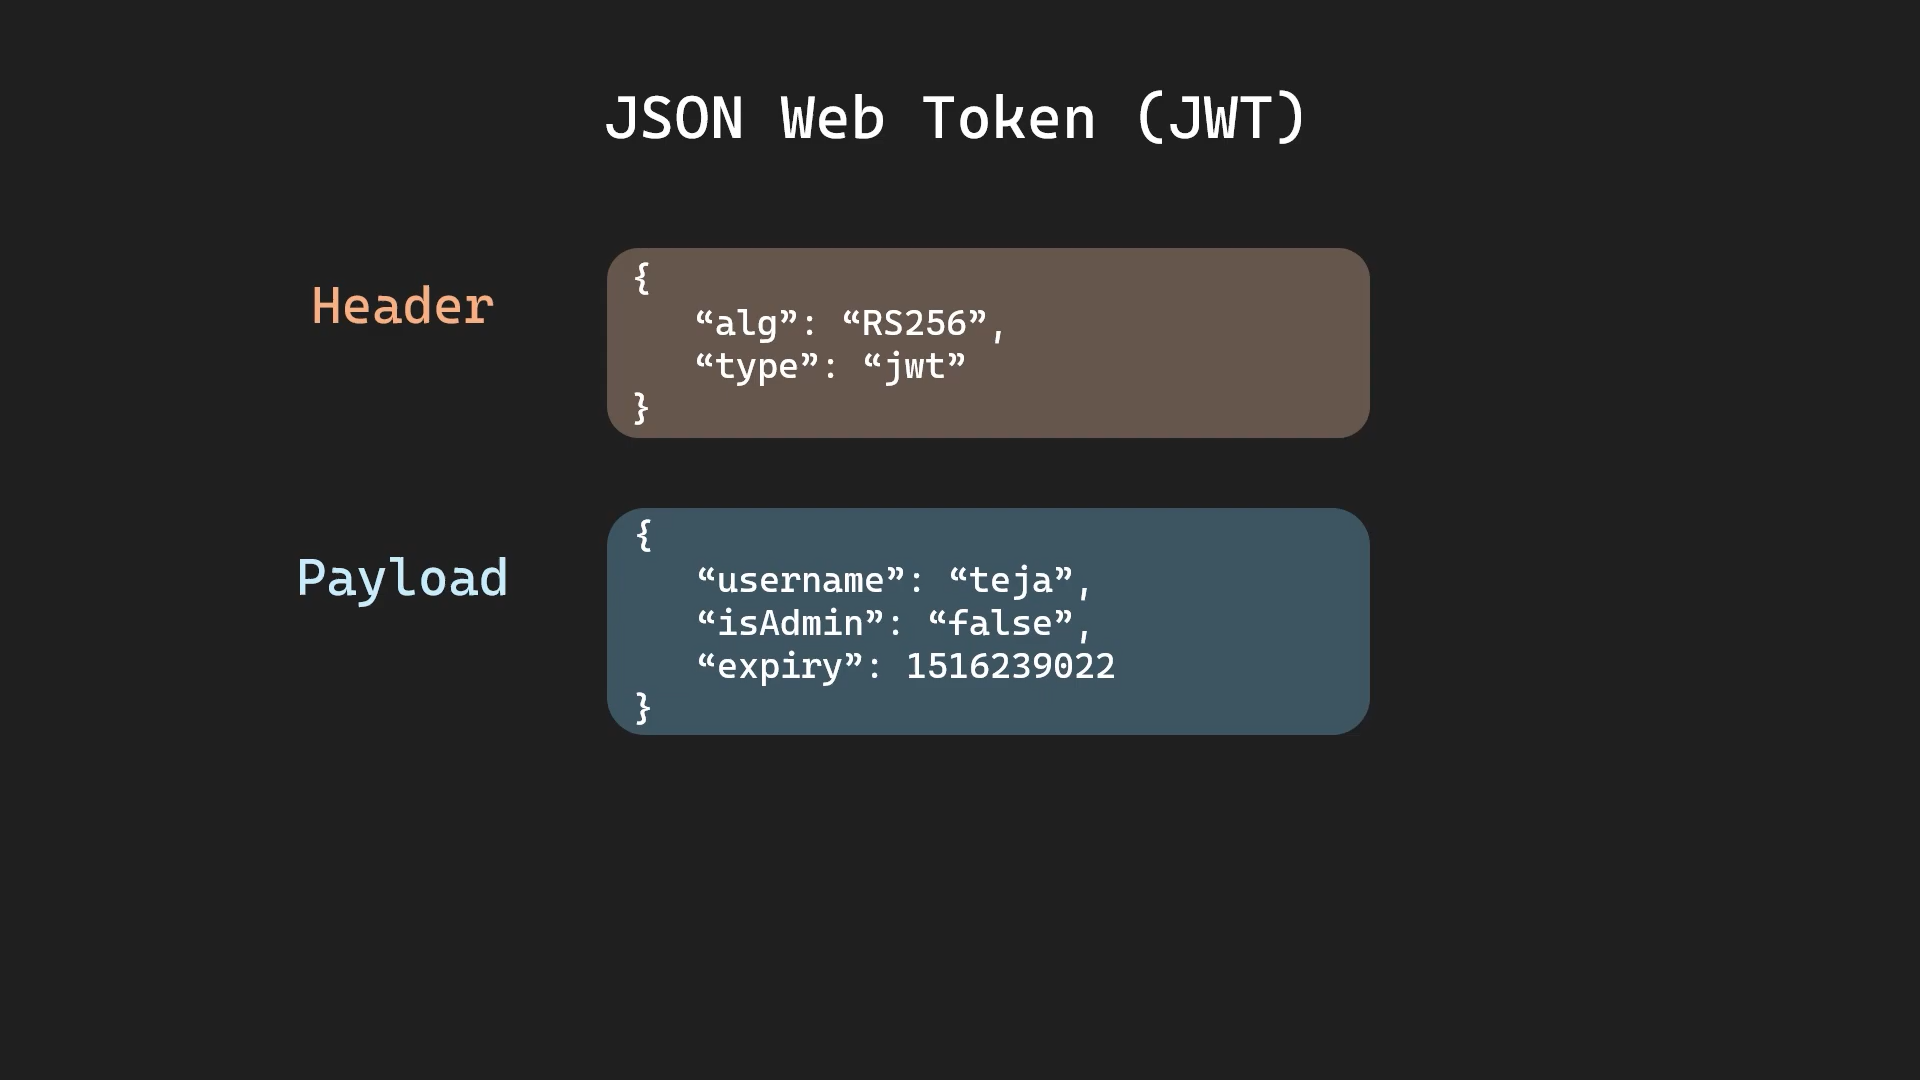 JSON Web Token (JWT)
Header
{
“alg”: “RS256”,
“type”: “jwt”
}
Payload
{
“username”: “teja”,
“isAdmin”: “false”,
“expiry”: 1516239022
}